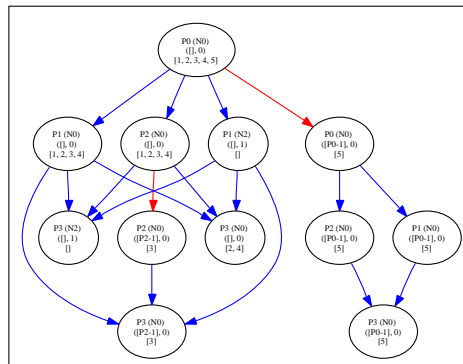 P0 (N0)
([], 0)
[1, 2, 3, 4, 5]
P1 (N0)
([], 0)
[1, 2, 3, 4]
P2 (N0)
([], 0)
[1, 2, 3, 4]
P1 (N2)
([], 1)
[]
P0 (N0)
([P0-1], 0)
[5]
P3 (N2)
([], 1)
[]
P2 (N0)
([P2-1], 0)
[3]
P3 (N0)
([], 0)
[2, 4]
P2 (N0)
([P0-1], 0)
[5]
P1 (N0)
([P0-1], 0)
[5]
P3 (N0)
([P2-1], 0)
[3]
P3 (N0)
([P0-1], 0)
[5]